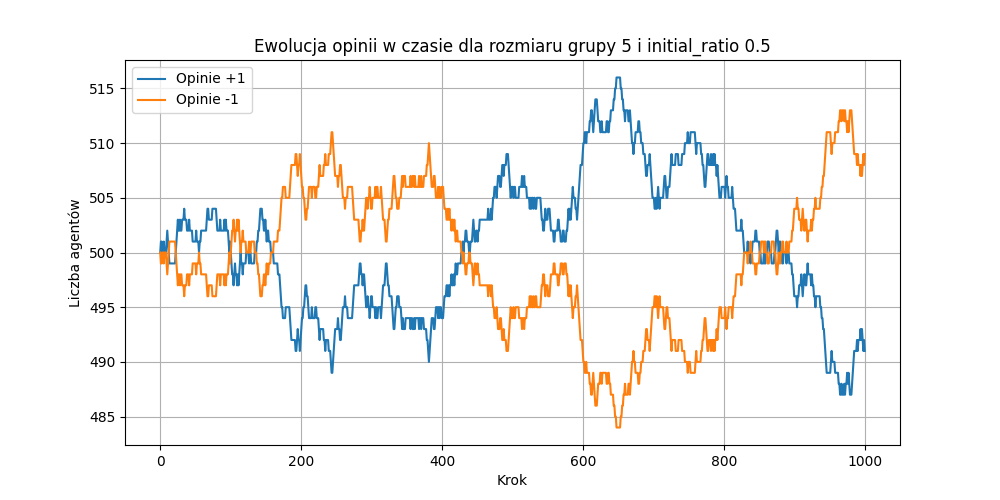 Ewolucja opinii w czasie dla rozmiaru grupy 5 i initial_ratio 0.5
Opinie +1
Opinie -1
515
510
505
500
495
490
485
Liczba agentów
0 200 400 600 800 1000
Krok